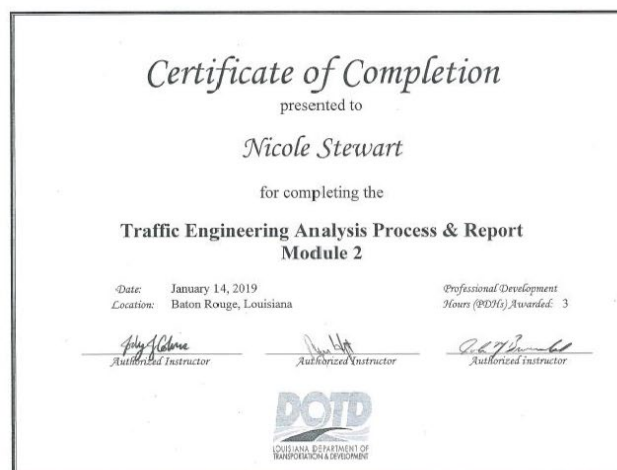 Certificate of Completion
presented to
Nicole Stewart
for completing the
Traffic Engineering Analysis Process & Report
Module 2
Date: January 14, 2019
Location: Baton Rouge, Louisiana
Professional Development
Hours (PDHs) Awarded: 3
Authorized Instructor
Authorized Instructor
Authorized instructor
DOTD
LOUISIANA DEPARTMENT OF
TRANSPORTATION & DEVELOPMENT